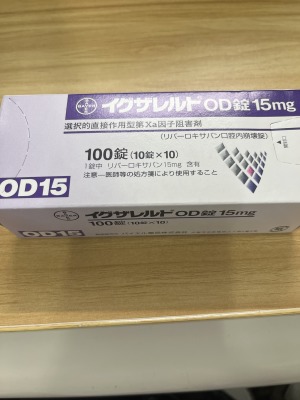 BAYER
イグザレルトOD錠15mg
選択的直接作用型第Xa因子阻害剤
(リバーロキサバン口腔内崩壊錠)
100錠(10錠×10)
1錠中 リバーロキサバン15mg 含有
注意―医師等の処方箋により使用すること
OD15
イグザレルトOD錠15mg
100錠(10錠×10)
OD15